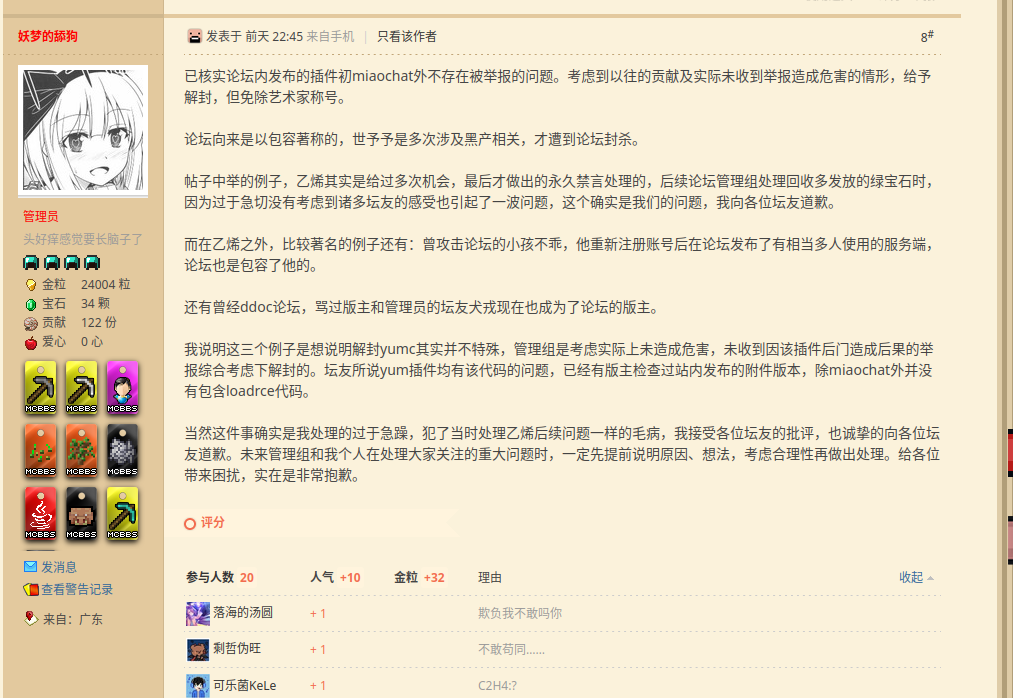 妖梦的舔狗
发表于 前天 22:45 来自手机 | 只看该作者
8#
已核实论坛内发布的插件初miaochat外不存在被举报的问题。考虑到以往的贡献及实际未收到举报造成危害的情形，给予
解封，但免除艺术家称号。
论坛向来是以包容著称的，世予予是多次涉及黑产相关，才遭到论坛封杀。
帖子中举的例子，乙烯其实是给过多次机会，最后才做出的永久禁言处理的，后续论坛管理组处理回收多发放的绿宝石时，
因为过于急切没有考虑到诸多坛友的感受也引起了一波问题，这个确实是我们的问题，我向各位坛友道歉。
而在乙烯之外，比较著名的例子还有：曾攻击论坛的小孩不乖，他重新注册账号后在论坛发布了有相当多人使用的服务端，
论坛也是包容了他的。
还有曾经ddoc论坛，骂过版主和管理员的坛友犬戎现在也成为了论坛的版主。
我说明这三个例子是想说明解封yumc其实并不特殊，管理组是考虑实际上未造成危害，未收到因该插件后门造成后果的举
报综合考虑下解封的。坛友所说yum插件均有该代码的问题，已经有版主检查过站内发布的附件版本，除miaochat外并没
有包含loadrce代码。
当然这件事确实是我处理的过于急躁，犯了当时处理乙烯后续问题一样的毛病，我接受各位坛友的批评，也诚挚的向各位坛
友道歉。未来管理组和我个人在处理大家关注的重大问题时，一定先提前说明原因、想法，考虑合理性再做出处理。给各位
带来困扰，实在是非常抱歉。
管理员
头好痒感觉要长脑子了
金粒 24004 粒
宝石 34 颗
贡献 122 份
爱心 0 心
MCBBS MCBBS MCBBS
MCBBS MCBBS MCBBS
MCBBS MCBBS MCBBS
发消息
查看警告记录
来自：广东
评分
参与人数 20 人气 +10 金粒 +32 理由 收起
落海的汤圆 + 1 欺负我不敢吗你
剩哲伪旺 + 1 不敢苟同……
可乐菌KeLe + 1 C2H4:?